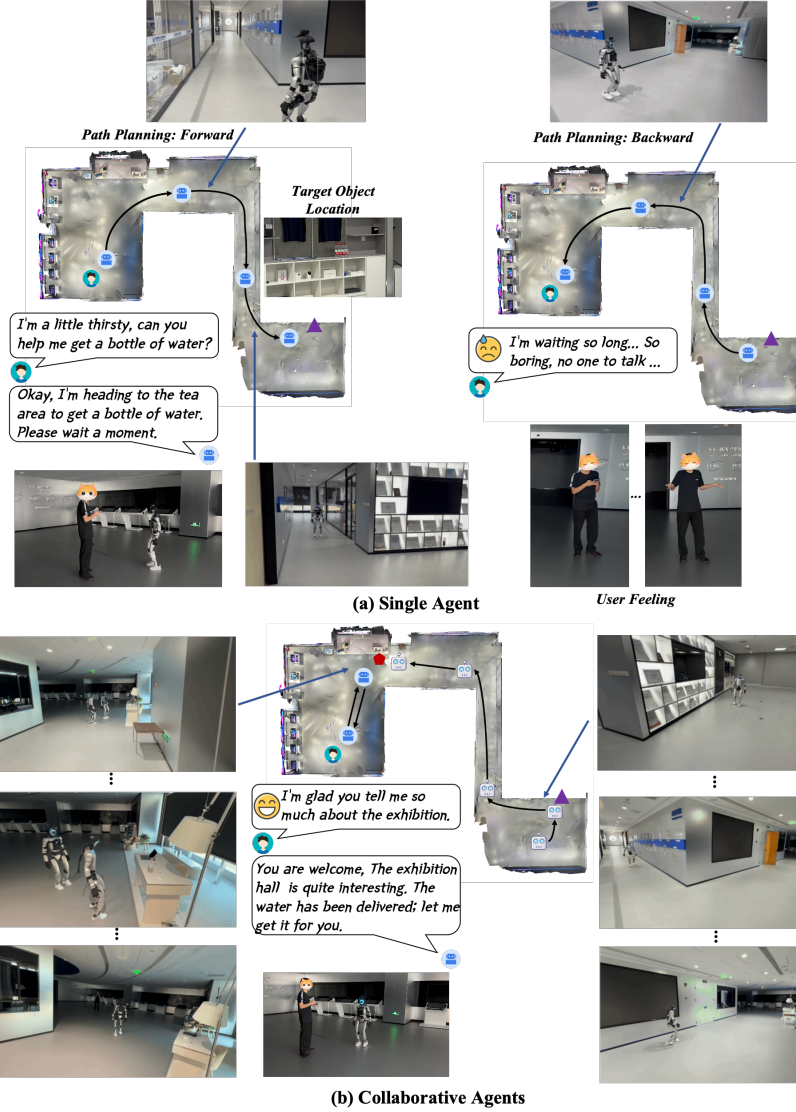 Path Planning: Forward
Path Planning: Backward
Target Object
Location
I'm a little thirsty, can you
help me get a bottle of water?
Okay, I'm heading to the tea
area to get a bottle of water.
Please wait a moment.
I'm waiting so long... So
boring, no one to talk ...
...
User Feeling
(a) Single Agent
I'm glad you tell me so
much about the exhibition.
You are welcome, The exhibition
hall is quite interesting. The
water has been delivered; let me
get it for you.
(b) Collaborative Agents